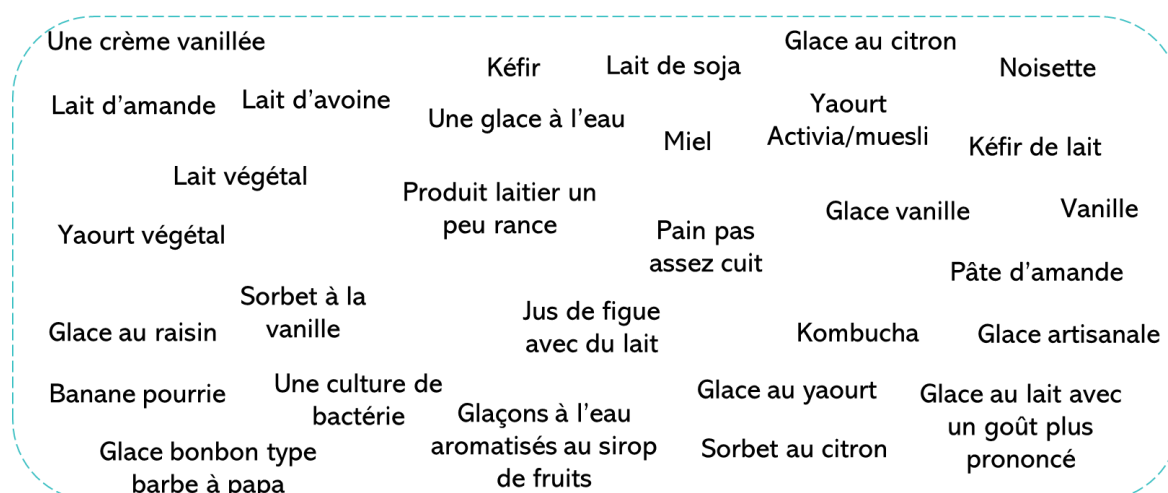 Une crème vanillée
Glace au citron
Kéfir
Lait de soja
Noisette
Lait d'amande
Lait d'avoine
Une glace à l'eau
Yaourt
Activia/muesli
Miel
Kéfir de lait
Lait végétal
Produit laitier un
peu rance
Glace vanille
Vanille
Yaourt végétal
Pain pas
assez cuit
Pâte d'amande
Sorbet à la
vanille
Jus de figue
avec du lait
Glace au raisin
Kombucha
Glace artisanale
Banane pourrie
Une culture de
bactérie
Glace au yaourt
Glace au lait avec
un goût plus
prononcé
Glaçons à l'eau
aromatisés au sirop
de fruits
Sorbet au citron
Glace bonbon type
barbe à papa